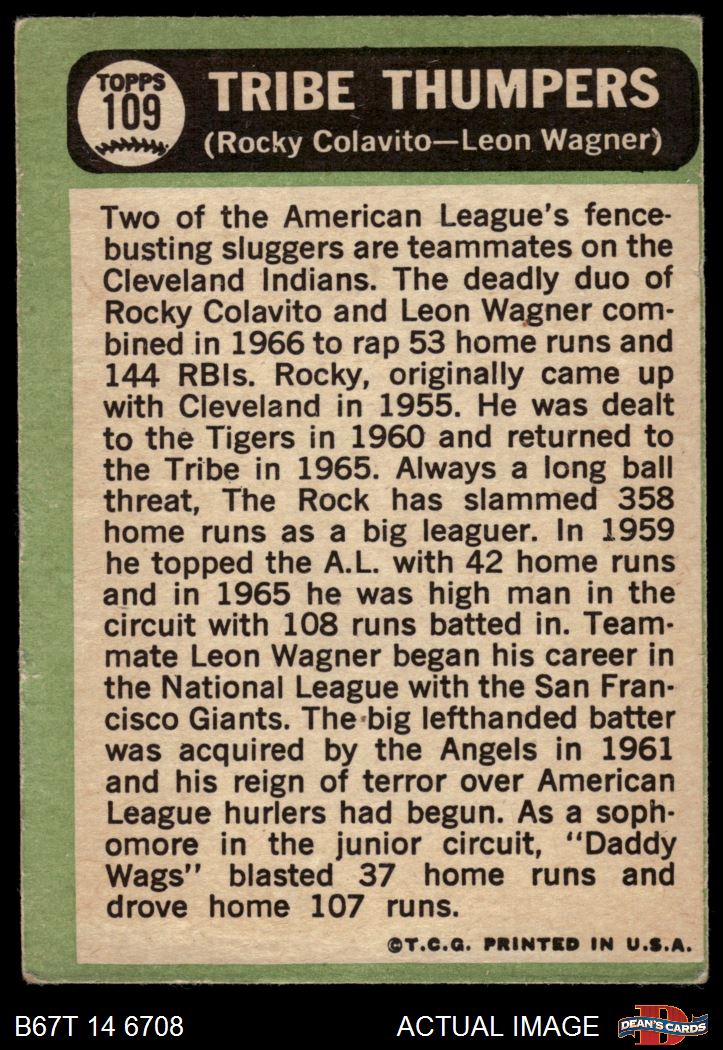 TOPPS
109
TRIBE THUMPERS
(Rocky Colavito—Leon Wagner)
Two of the American League's fence-
busting sluggers are teammates on the
Cleveland Indians. The deadly duo of
Rocky Colavito and Leon Wagner com-
bined in 1966 to rap 53 home runs and
144 RBIs. Rocky, originally came up
with Cleveland in 1955. He was dealt
to the Tigers in 1960 and returned to
the Tribe in 1965. Always a long ball
threat, The Rock has slammed 358
home runs as a big leaguer. In 1959
he topped the A.L. with 42 home runs
and in 1965 he was high man in the
circuit with 108 runs batted in. Team-
mate Leon Wagner began his career in
the National League with the San Fran-
cisco Giants. The big lefthanded batter
was acquired by the Angels in 1961
and his reign of terror over American
League hurlers had begun. As a soph-
omore in the junior circuit, "Daddy
Wags" blasted 37 home runs and
drove home 107 runs.
©T.C.G. PRINTED IN U.S.A.
B67T 14 6708
ACTUAL IMAGE
D
DEAN'S CARDS